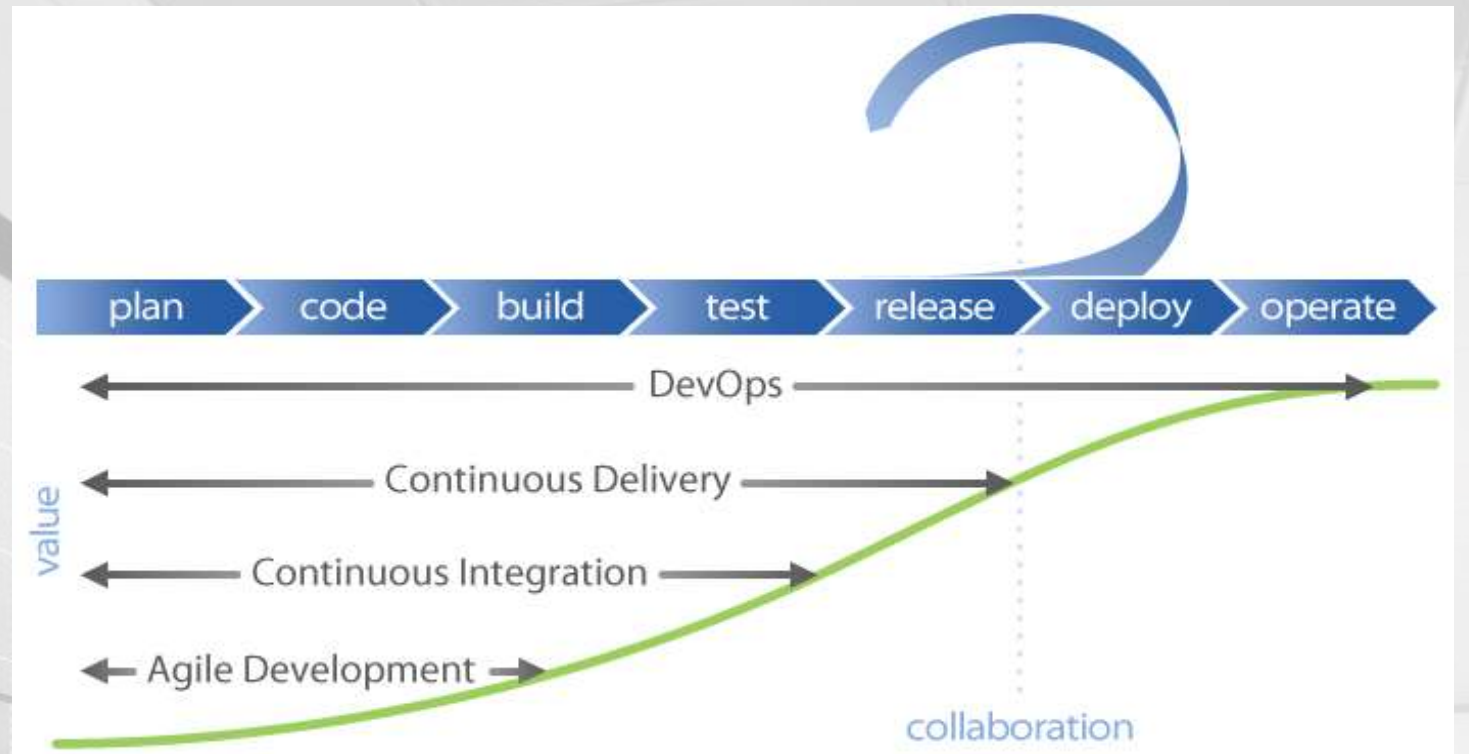 plan code build test release deploy operate
DevOps
Continuous Delivery
value
Continuous Integration
Agile Development
collaboration